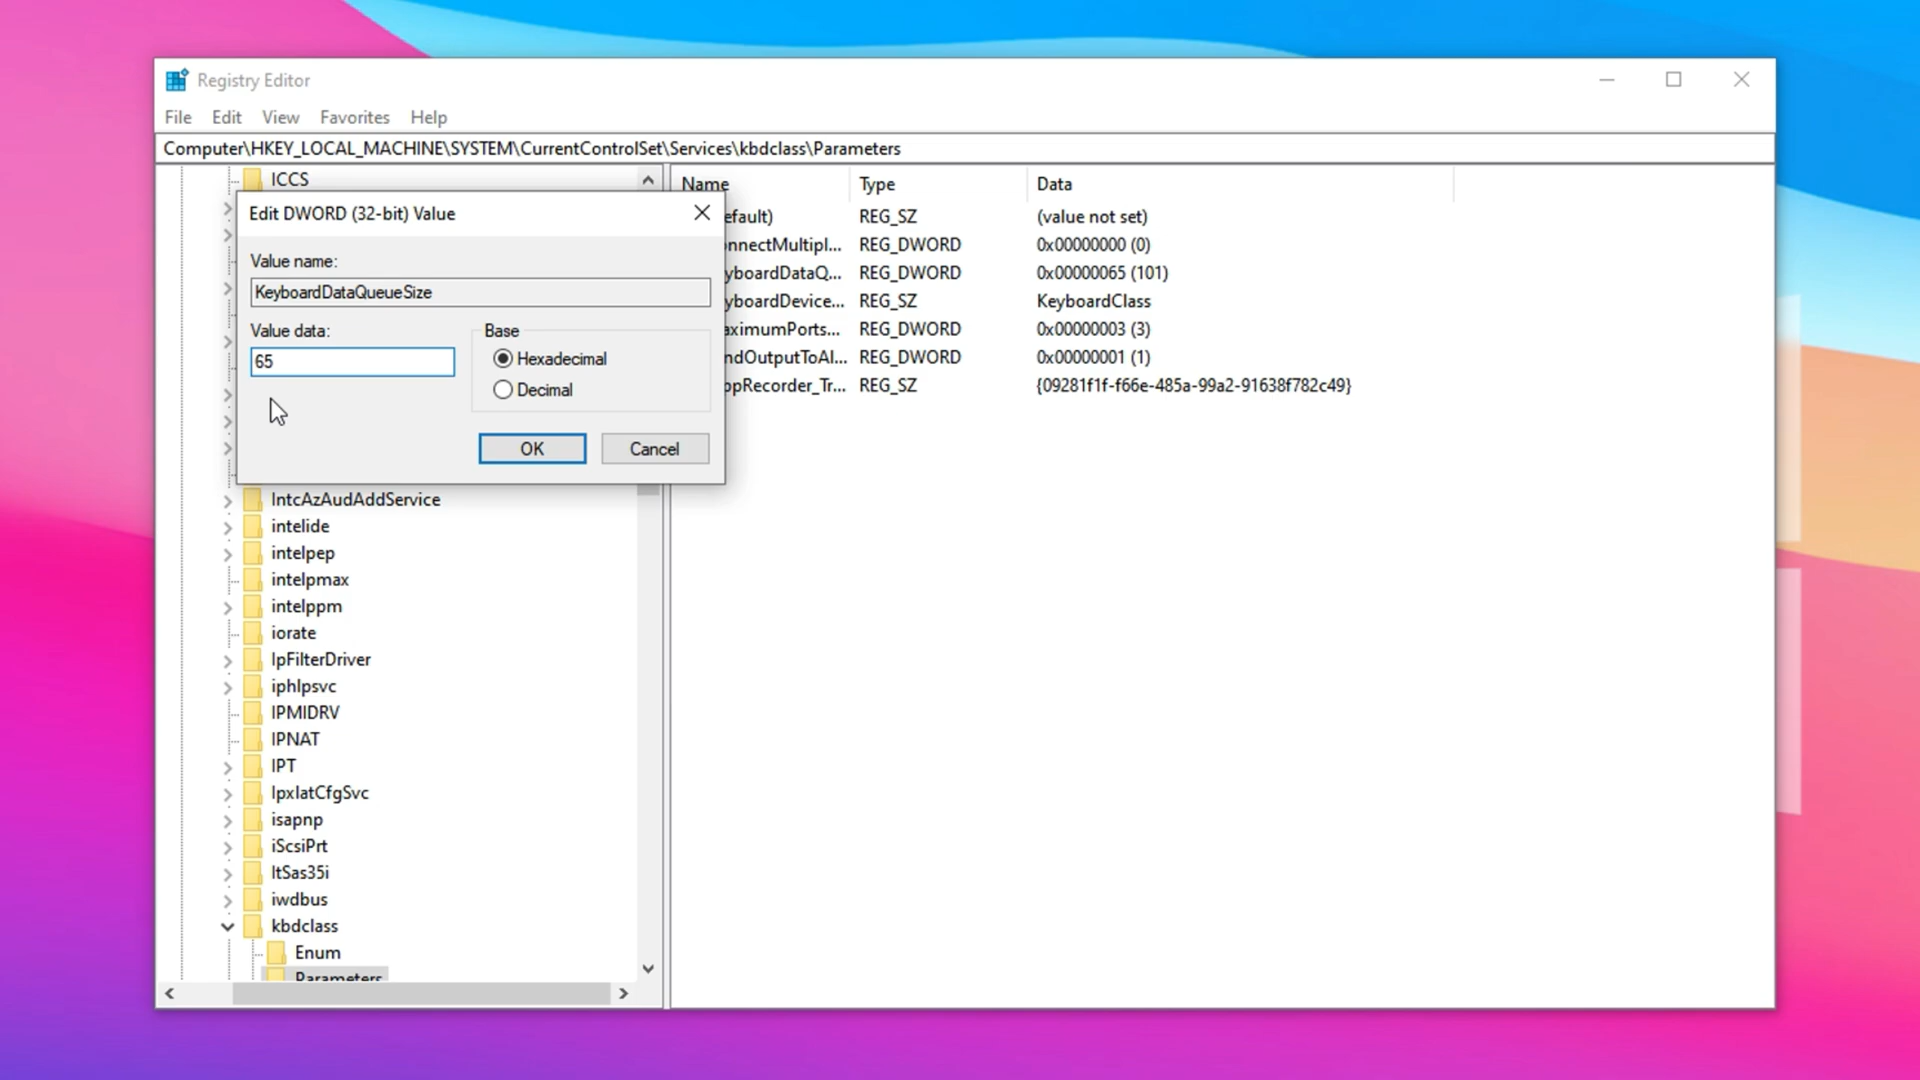 Registry Editor
File Edit View Favorites Help
Computer\HKEY_LOCAL_MACHINE\SYSTEM\CurrentControlSet\Services\kbdclass\Parameters
ICCS
Edit DWORD (32-bit) Value
Value name:
KeyboardDataQueueSize
Value data:
65
Base
Hexadecimal
Decimal
OK
Cancel
IntcAzAudAddService
intelide
intelpep
intelpmax
intelppm
iorate
IpFilterDriver
iphlpsvc
IPMIDRV
IPNAT
IPT
IpxlatCfgSvc
isapnp
iScsiPrt
ItSas35i
iwdbus
kbdclass
Enum
Parameters
Name Type Data
efault) REG_SZ (value not set)
nnectMultipl... REG_DWORD 0x00000000 (0)
yboardDataQ... REG_DWORD 0x00000065 (101)
yboardDevice... REG_SZ KeyboardClass
aximumPorts... REG_DWORD 0x00000003 (3)
ndOutputToAl... REG_DWORD 0x00000001 (1)
ppRecorder_Tr... REG_SZ {09281f1f-f66e-485a-99a2-91638f782c49}